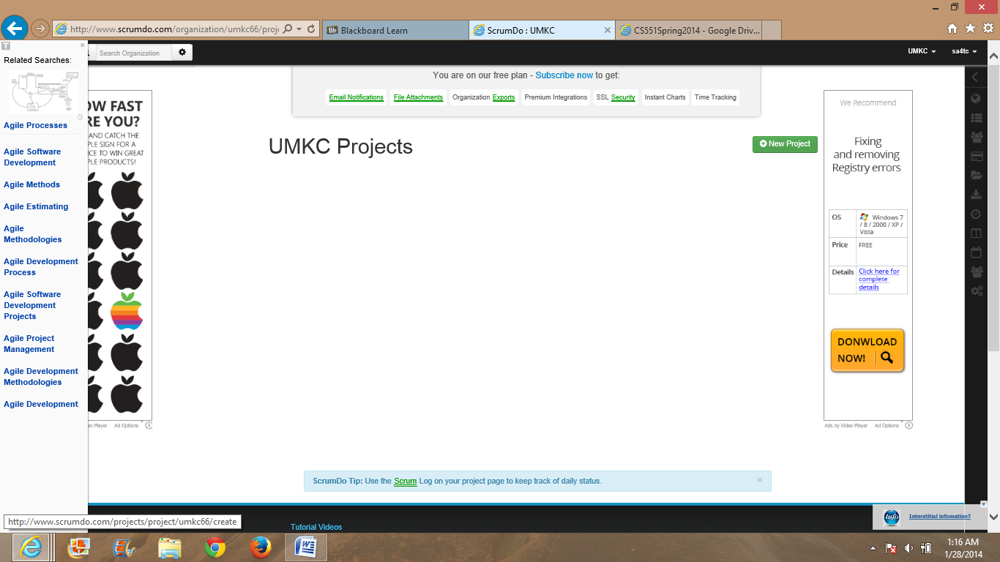 http://www.scrumdo.com/organization/umkc66/proj
Blackboard Learn
ScrumDo : UMKC
CS551Spring2014 - Google Driv...
Related Searches:
Agile Processes
Agile Software
Development
Agile Methods
Agile Estimating
Agile
Methodologies
Agile Development
Process
Agile Software
Development
Projects
Agile Project
Management
Agile Development
Methodologies
Agile Development
Search Organization
UMKC
sa4tc
You are on our free plan - Subscribe now to get:
Email Notifications
File Attachments
Organization Exports
Premium Integrations
SSL Security
Instant Charts
Time Tracking
OW FAST
RE YOU?
AND CATCH THE
PLE SIGN FOR A
CE TO WIN GREAT
PLE PRODUCTS!
eo Player Ad Options
UMKC Projects
New Project
We Recommend
Fixing
and removing
Registry errors
OS Windows 7
/ 8 / 2000 / XP /
Vista
Price FREE
Details Click here for
complete
details
DONWLOAD
NOW!
Ads by Video Player Ad Options
ScrumDo Tip: Use the Scrum Log on your project page to keep track of daily status.
Info
Interstitial infomation?
http://www.scrumdo.com/projects/project/umkc66/create
Tutorial Videos
1:16 AM
1/28/2014